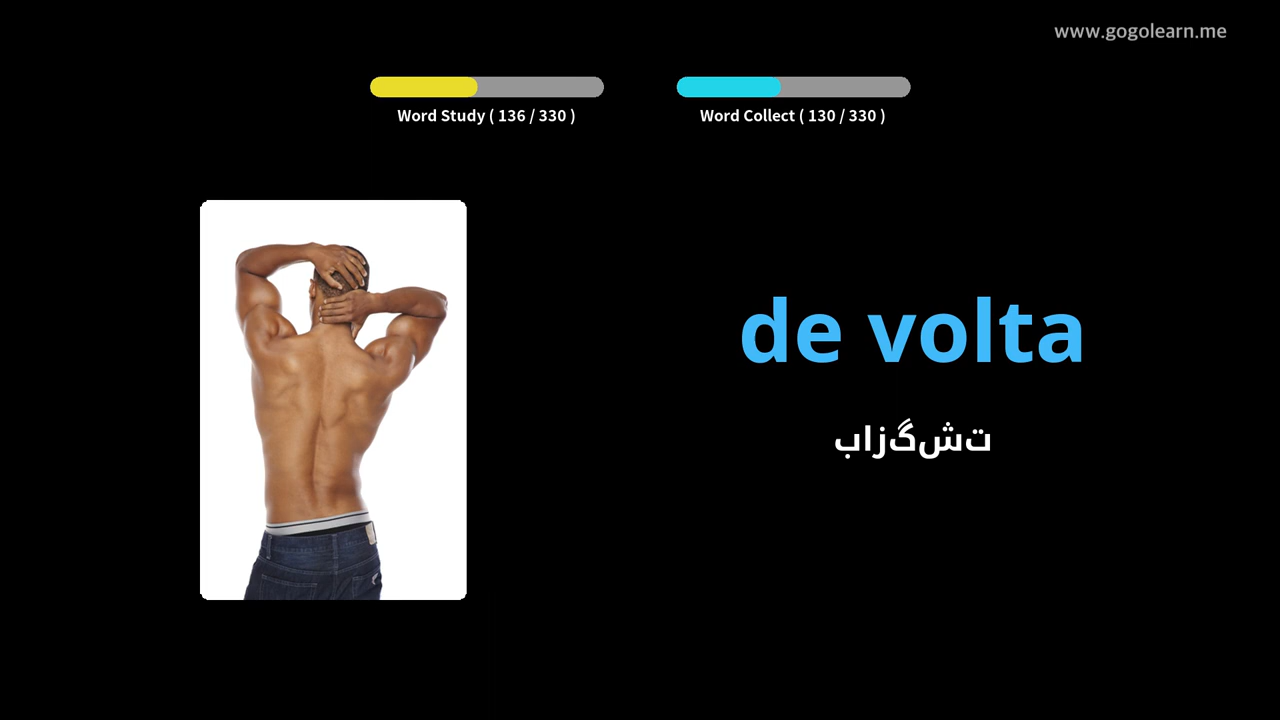 www.gogolearn.me
Word Study ( 136 / 330 )
Word Collect ( 130 / 330 )
de volta
تشگزاب